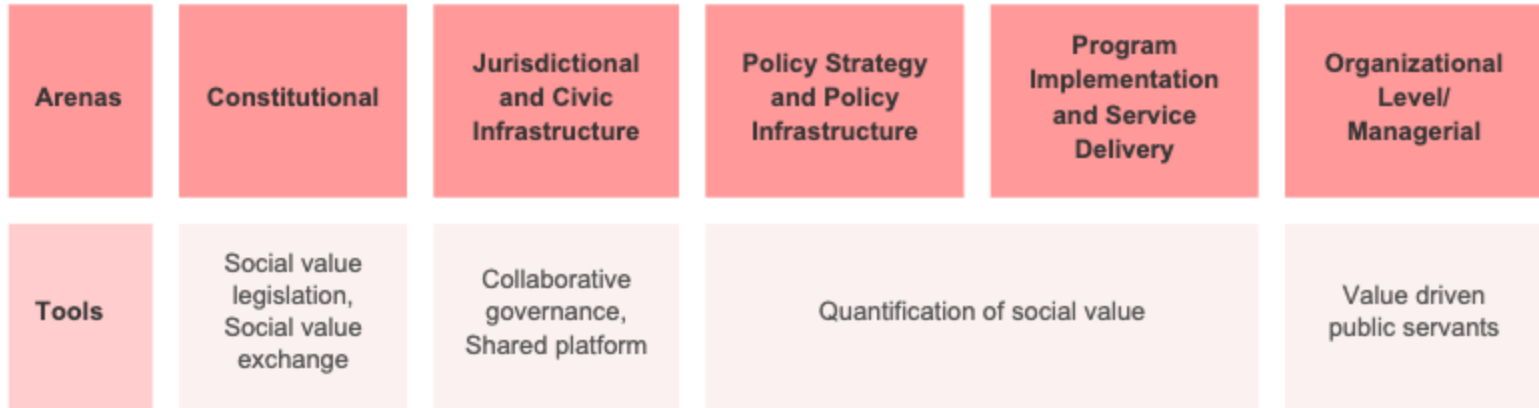 Arenas
Constitutional
Jurisdictional
and Civic
Infrastructure
Policy Strategy
and Policy
Infrastructure
Program
Implementation
and Service
Delivery
Organizational
Level/
Managerial
Tools
Social value
legislation,
Social value
exchange
Collaborative
governance,
Shared platform
Quantification of social value
Value driven
public servants